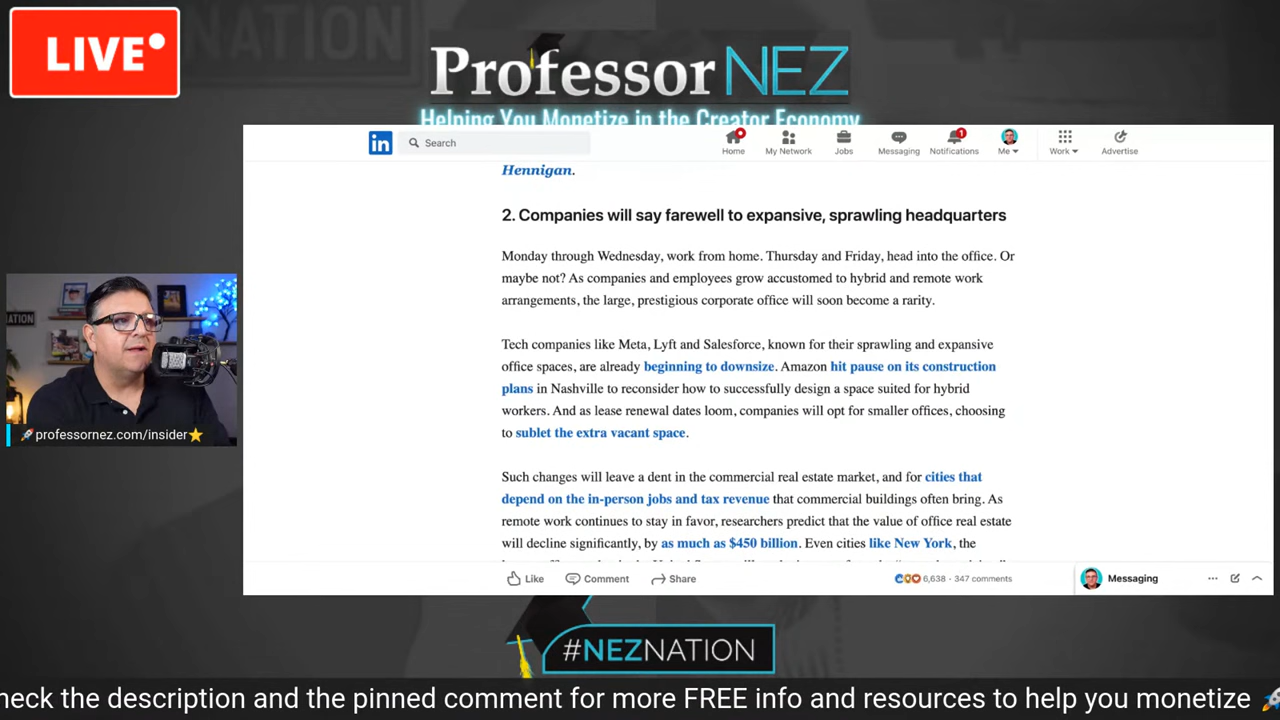 LIVE
NATION
Professor NEZ
Helping You Monetize in the Creator Economy
in
Search
Home
My Network
Jobs
Messaging
1
Notifications
Me
Work
Advertise
Hennigan.
2. Companies will say farewell to expansive, sprawling headquarters
Monday through Wednesday, work from home. Thursday and Friday, head into the office. Or
maybe not? As companies and employees grow accustomed to hybrid and remote work
arrangements, the large, prestigious corporate office will soon become a rarity.
Tech companies like Meta, Lyft and Salesforce, known for their sprawling and expansive
office spaces, are already beginning to downsize. Amazon hit pause on its construction
plans in Nashville to reconsider how to successfully design a space suited for hybrid
workers. And as lease renewal dates loom, companies will opt for smaller offices, choosing
to sublet the extra vacant space.
Such changes will leave a dent in the commercial real estate market, and for cities that
depend on the in-person jobs and tax revenue that commercial buildings often bring. As
remote work continues to stay in favor, researchers predict that the value of office real estate
will decline significantly, by as much as $450 billion. Even cities like New York, the
Like
Comment
Share
6,638 · 347 comments
Messaging
ATION
🚀professornez.com/insider⭐
#NEZNATION
heck the description and the pinned comment for more FREE info and resources to help you monetize 🚀